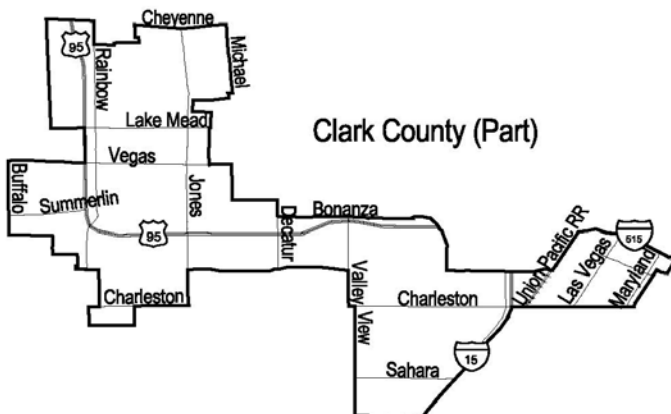 Cheyenne
95
Rainbow
Michael
Lake Mead
Clark County (Part)
Vegas
Buffalo
Summerlin
Jones
95
Decatur
Bonanza
Union Pacific RR
515
Las Vegas
Maryland
Valley View
Charleston
Charleston
15
Sahara